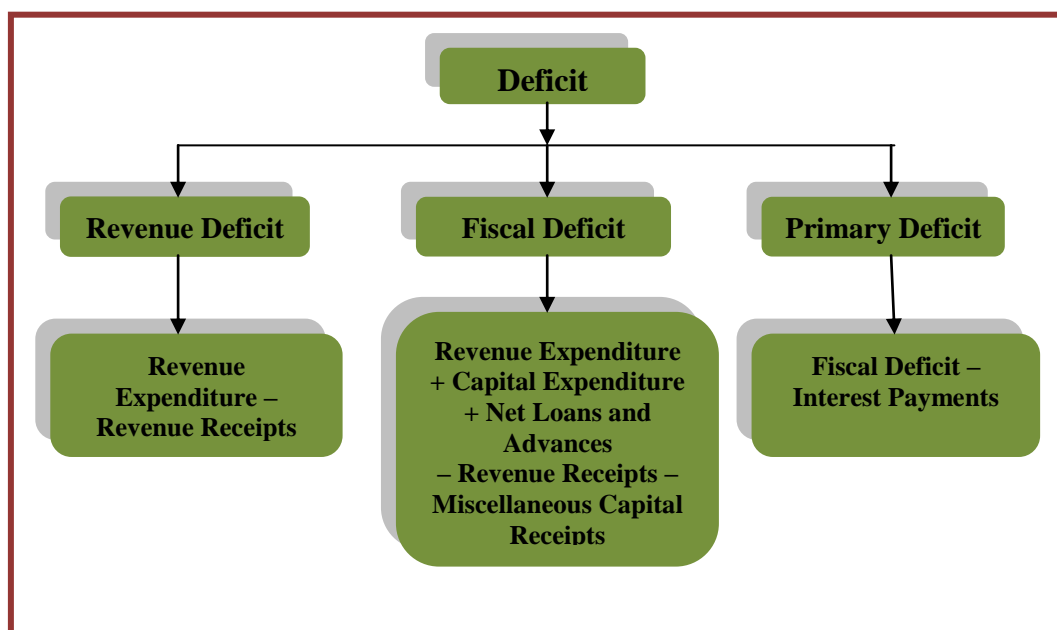 Deficit
Revenue Deficit
Fiscal Deficit
Primary Deficit
Revenue
Expenditure –
Revenue Receipts
Revenue Expenditure
+ Capital Expenditure
+ Net Loans and
Advances
– Revenue Receipts –
Miscellaneous Capital
Receipts
Fiscal Deficit –
Interest Payments